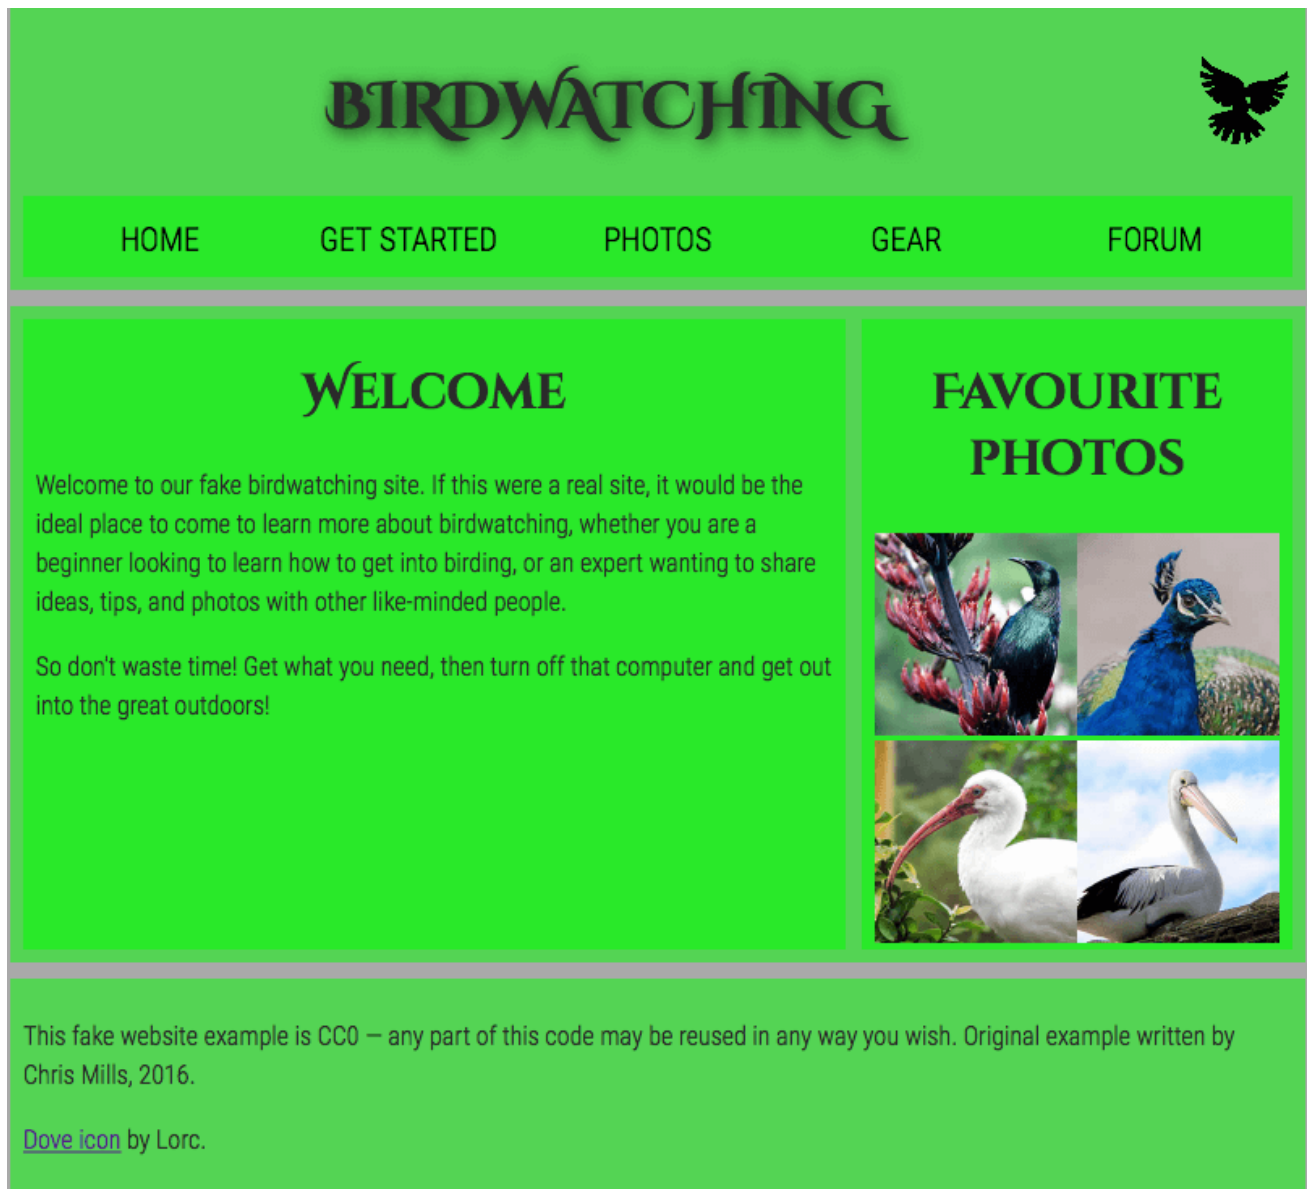 BIRDWATCHING
HOME GET STARTED PHOTOS GEAR FORUM
WELCOME
Welcome to our fake birdwatching site. If this were a real site, it would be the
ideal place to come to learn more about birdwatching, whether you are a
beginner looking to learn how to get into birding, or an expert wanting to share
ideas, tips, and photos with other like-minded people.
So don't waste time! Get what you need, then turn off that computer and get out
into the great outdoors!
FAVOURITE
PHOTOS
This fake website example is CC0 — any part of this code may be reused in any way you wish. Original example written by
Chris Mills, 2016.
Dove icon by Lorc.